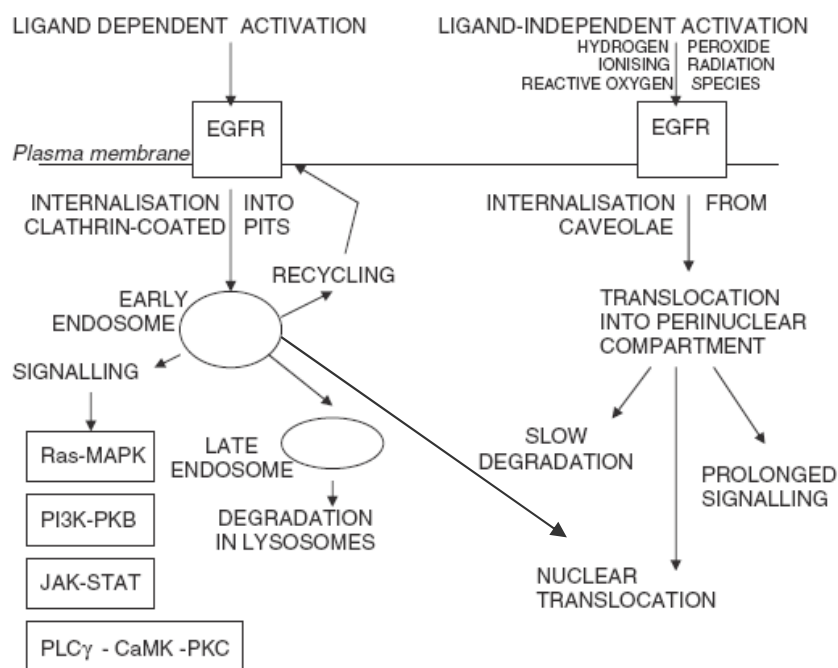 LIGAND DEPENDENT ACTIVATION
LIGAND-INDEPENDENT ACTIVATION
HYDROGEN PEROXIDE
IONISING RADIATION
REACTIVE OXYGEN SPECIES
EGFR
EGFR
Plasma membrane
INTERNALISATION INTO
CLATHRIN-COATED PITS
INTERNALISATION FROM
CAVEOLAE
RECYCLING
EARLY
ENDOSOME
TRANSLOCATION
INTO PERINUCLEAR
COMPARTMENT
SIGNALLING
Ras-MAPK
PI3K-PKB
JAK-STAT
PLCγ - CaMK -PKC
LATE
ENDOSOME
DEGRADATION
IN LYSOSOMES
SLOW
DEGRADATION
PROLONGED
SIGNALLING
NUCLEAR
TRANSLOCATION